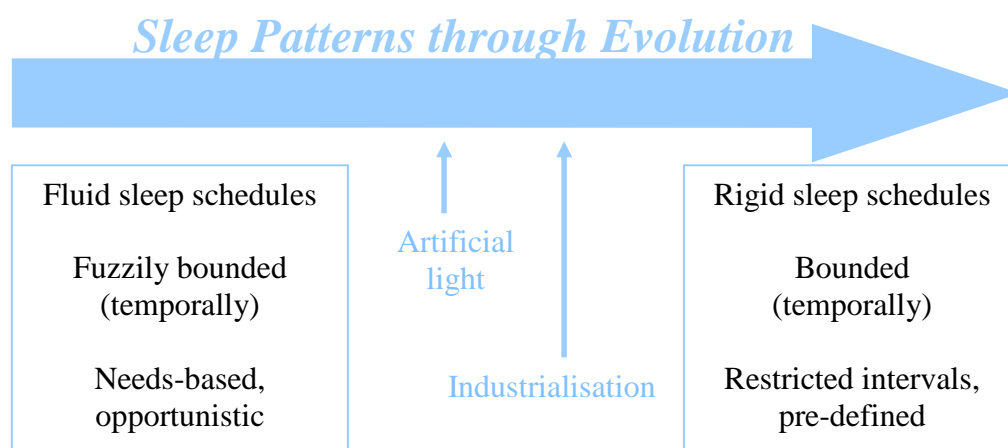 Sleep Patterns through Evolution
Fluid sleep schedules
Fuzzily bounded
(temporally)
Needs-based,
opportunistic
Artificial
light
Industrialisation
Rigid sleep schedules
Bounded
(temporally)
Restricted intervals,
pre-defined